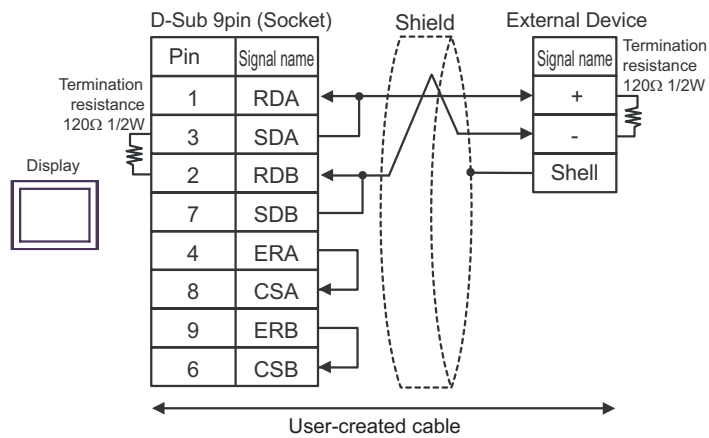 D-Sub 9pin (Socket)
Shield
External Device
Pin
Signal name
Signal name
Termination
resistance
120Ω 1/2W
Termination
resistance
120Ω 1/2W
1
RDA
+
3
SDA
-
Display
2
RDB
Shell
7
SDB
4
ERA
8
CSA
9
ERB
6
CSB
User-created cable